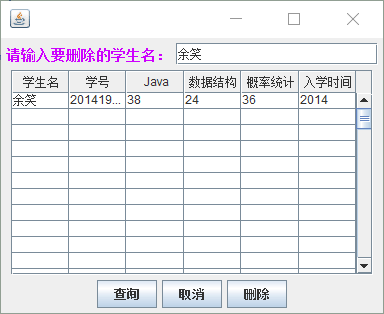 请输入要删除的学生名： 余笑
学生名 学号 Java 数据结构 概率统计 入学时间
余笑 201419... 38 24 36 2014
查询 取消 删除